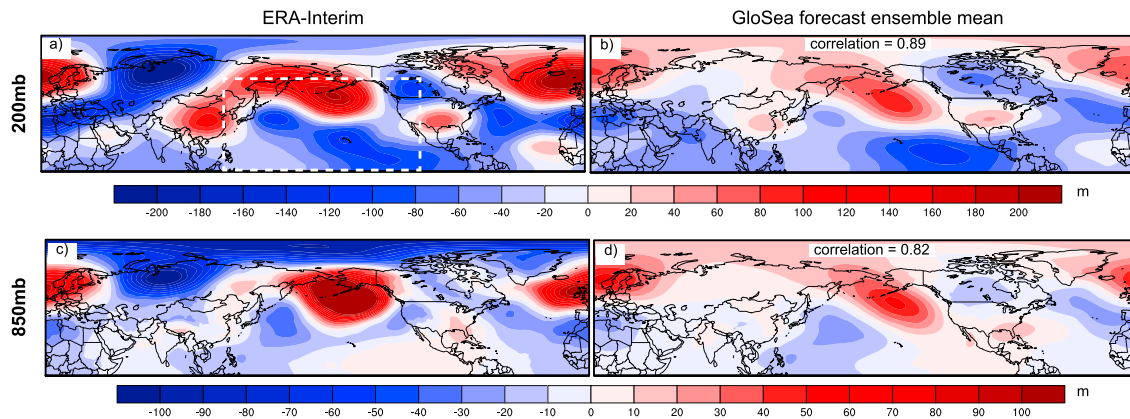 ERA-Interim
GloSea forecast ensemble mean
200mb
a)
b)
correlation = 0.89
-200 -180 -160 -140 -120 -100 -80 -60 -40 -20 0 20 40 60 80 100 120 140 160 180 200
m
850mb
c)
d)
correlation = 0.82
-100 -90 -80 -70 -60 -50 -40 -30 -20 -10 0 10 20 30 40 50 60 70 80 90 100
m